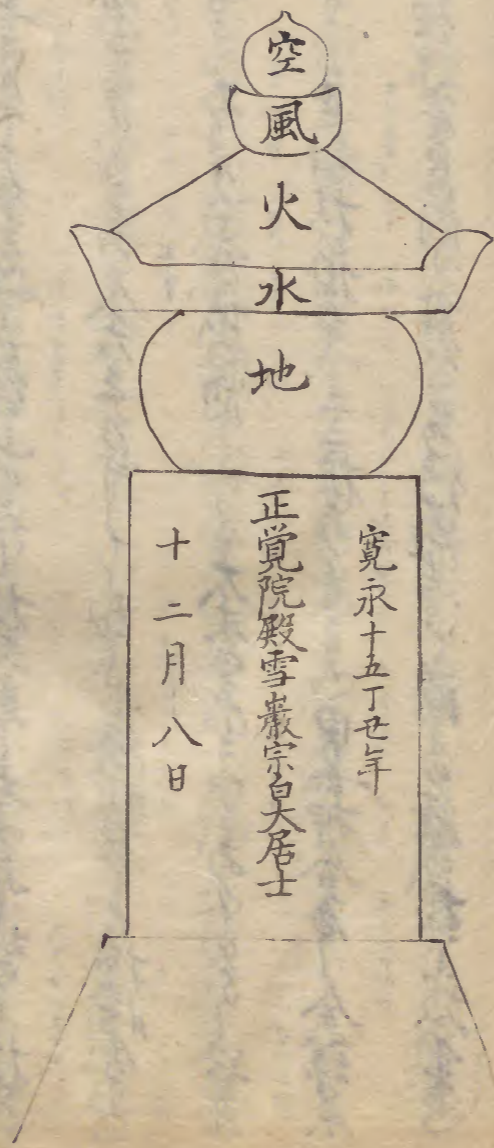 空
風
火
水
地
寛永十五丁丑年
正覚院殿雪巌宗白大居士
十二月八日